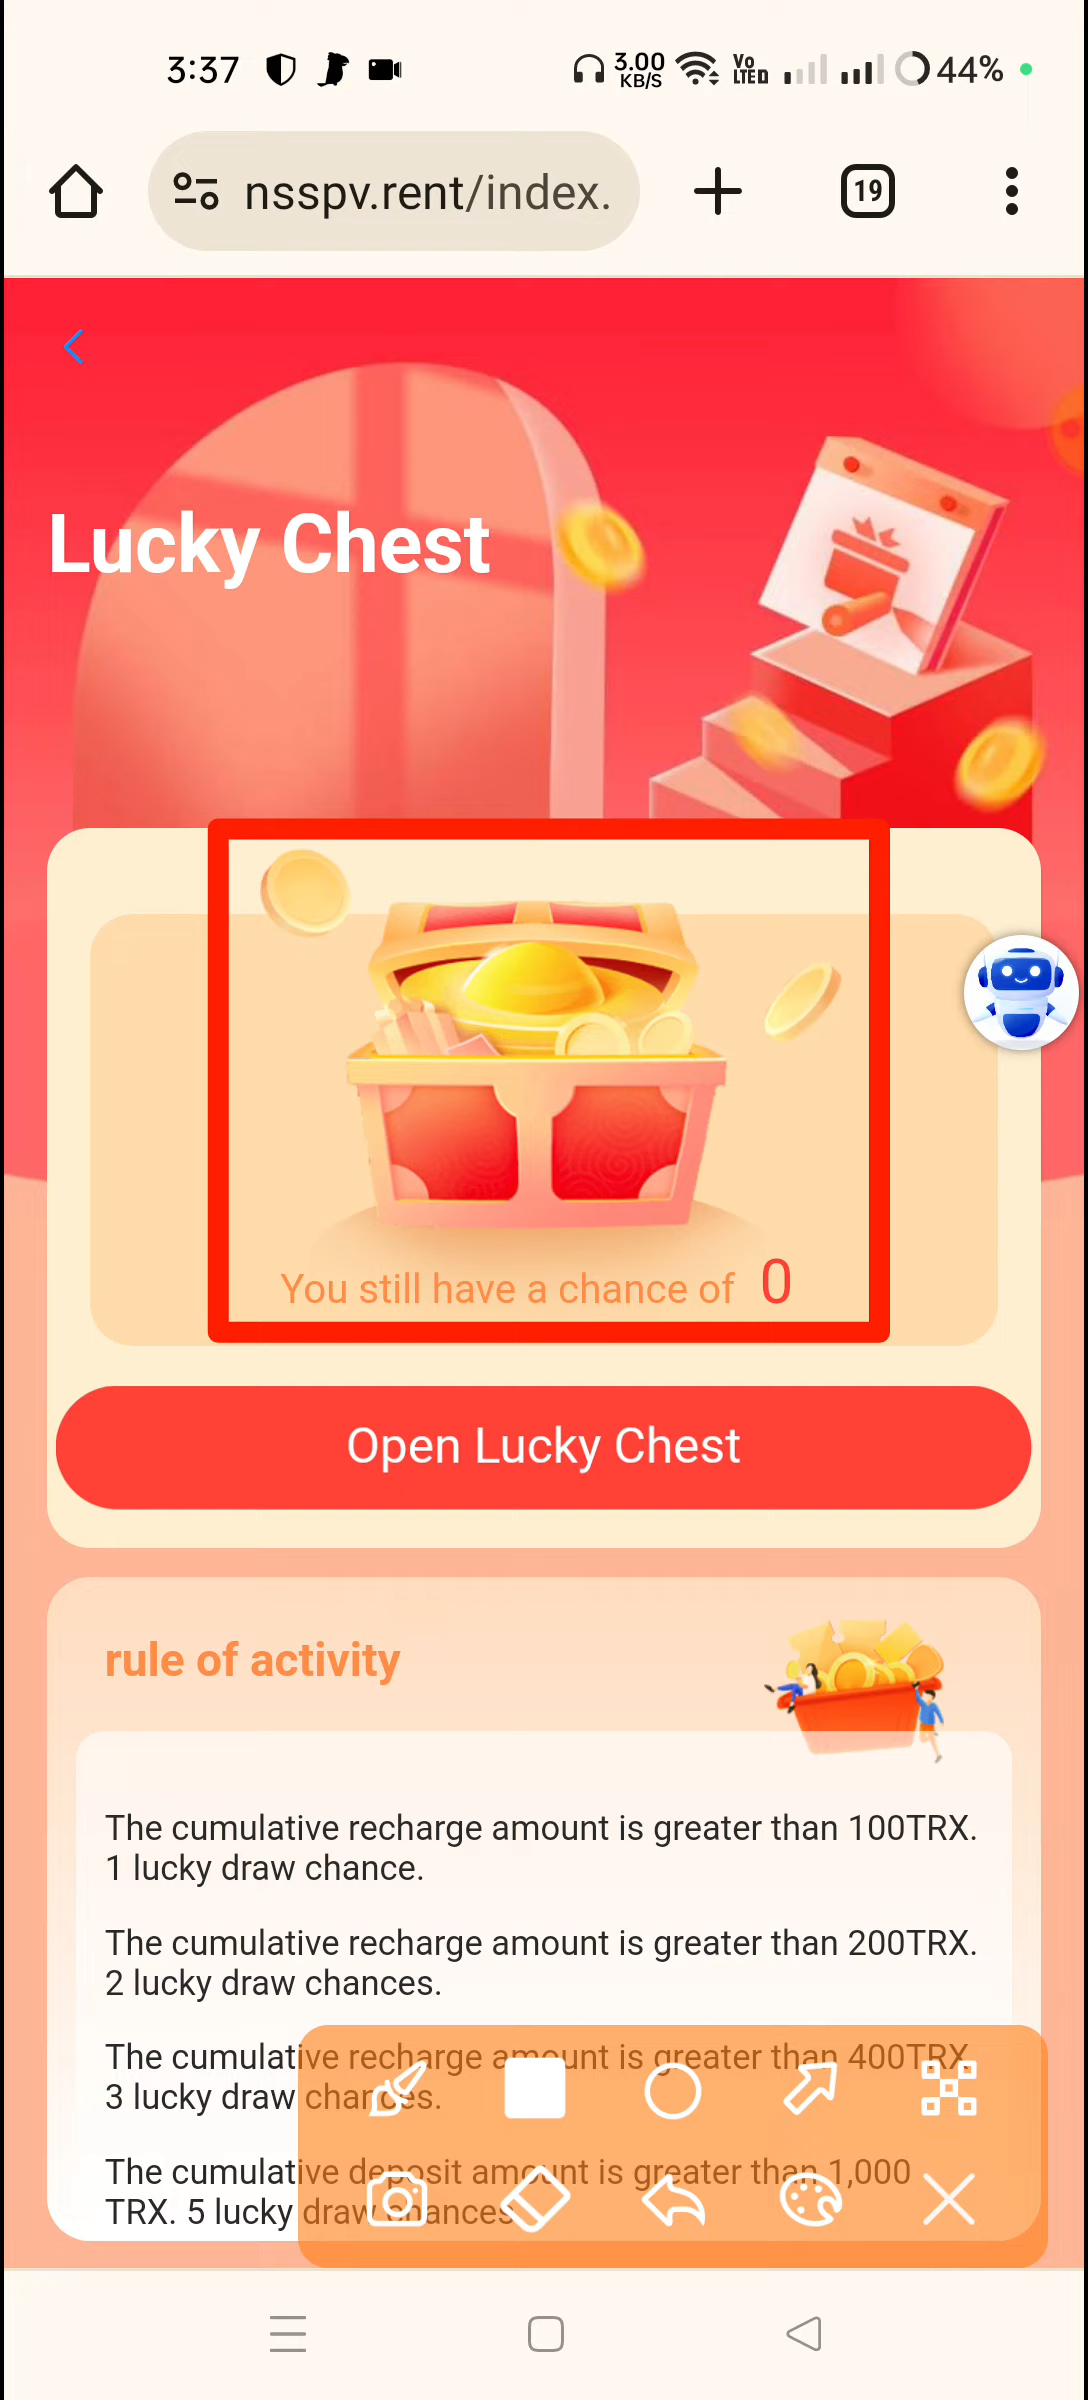 3:37
3.00
KB/S
Vo
LTED
44%
nsspv.rent/index.
19
Lucky Chest
You still have a chance of 0
Open Lucky Chest
rule of activity
The cumulative recharge amount is greater than 100TRX.
1 lucky draw chance.
The cumulative recharge amount is greater than 200TRX.
2 lucky draw chances.
The cumulative recharge amount is greater than 400TRX.
3 lucky draw chances.
The cumulative deposit amount is greater than 1,000
TRX. 5 lucky draw chances